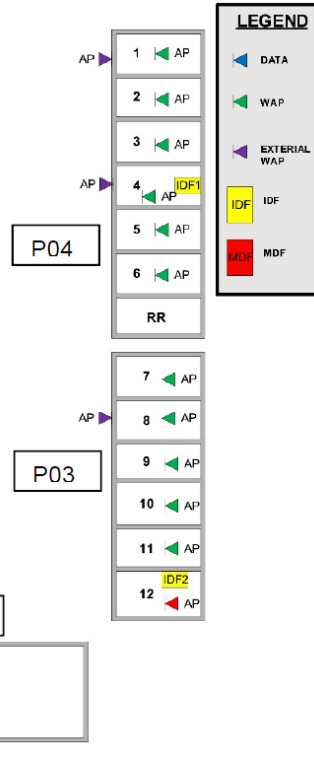 LEGEND
DATA
WAP
EXTERIAL
WAP
IDF IDF
MDF MDF
AP 1 AP
2 AP
3 AP
AP 4 IDF1
AP
P04
5 AP
6 AP
RR
7 AP
AP 8 AP
P03
9 AP
10 AP
11 AP
IDF2
12 AP